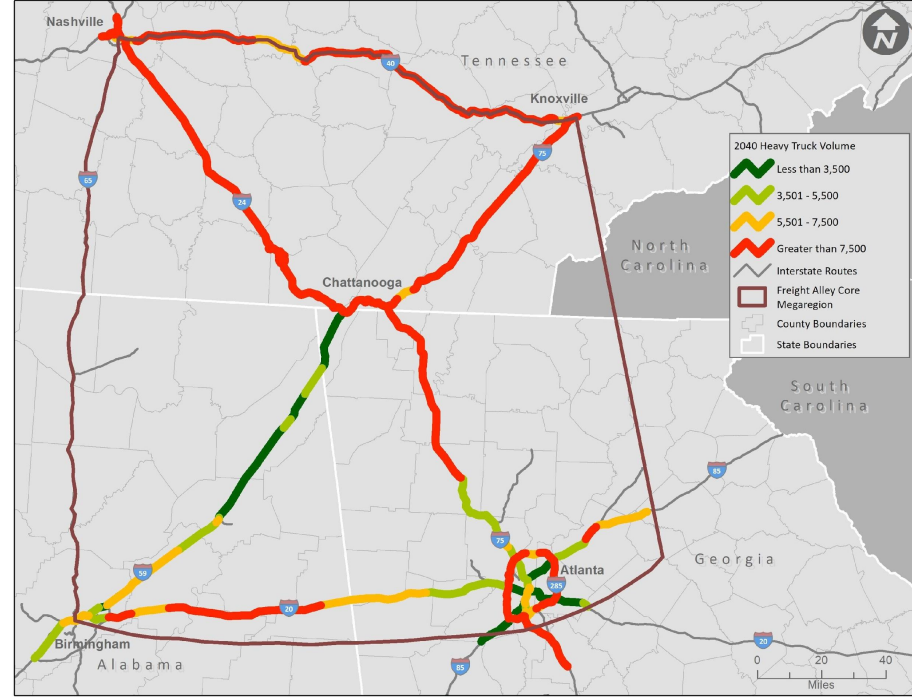 Nashville
N
40
Tennessee
Knoxville
75
65
24
2040 Heavy Truck Volume
Less than 3,500
3,501 - 5,500
5,501 - 7,500
Greater than 7,500
Interstate Routes
Freight Alley Core
Megaregion
County Boundaries
State Boundaries
North
Carolina
Chattanooga
South
Carolina
85
75
Georgia
59
Atlanta
285
20
20
Birmingham
Alabama
85
0 20 40
Miles